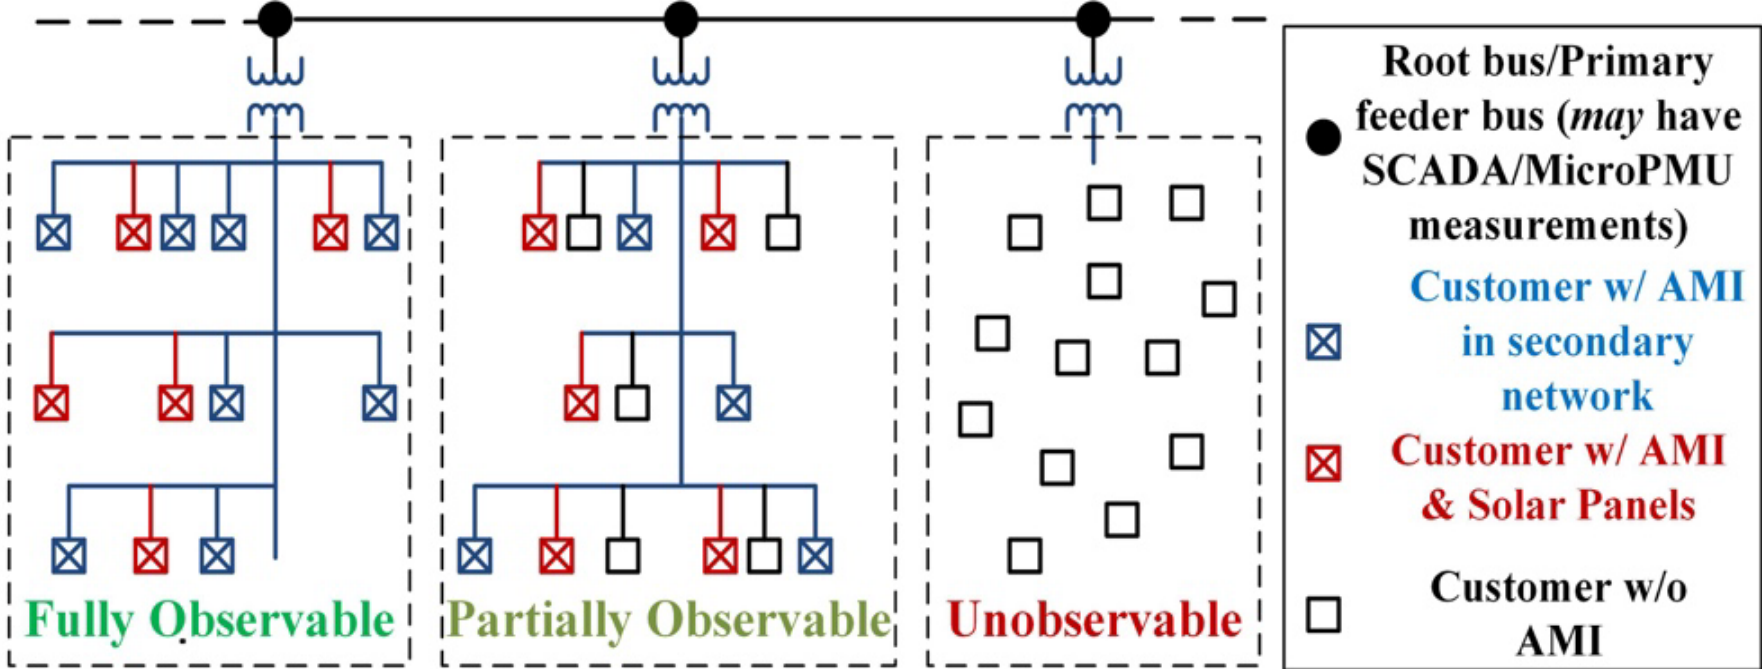 Root bus/Primary
feeder bus (may have
SCADA/MicroPMU
measurements)
Customer w/ AMI
in secondary
network
Customer w/ AMI
& Solar Panels
Customer w/o
AMI
Fully Observable
Partially Observable
Unobservable